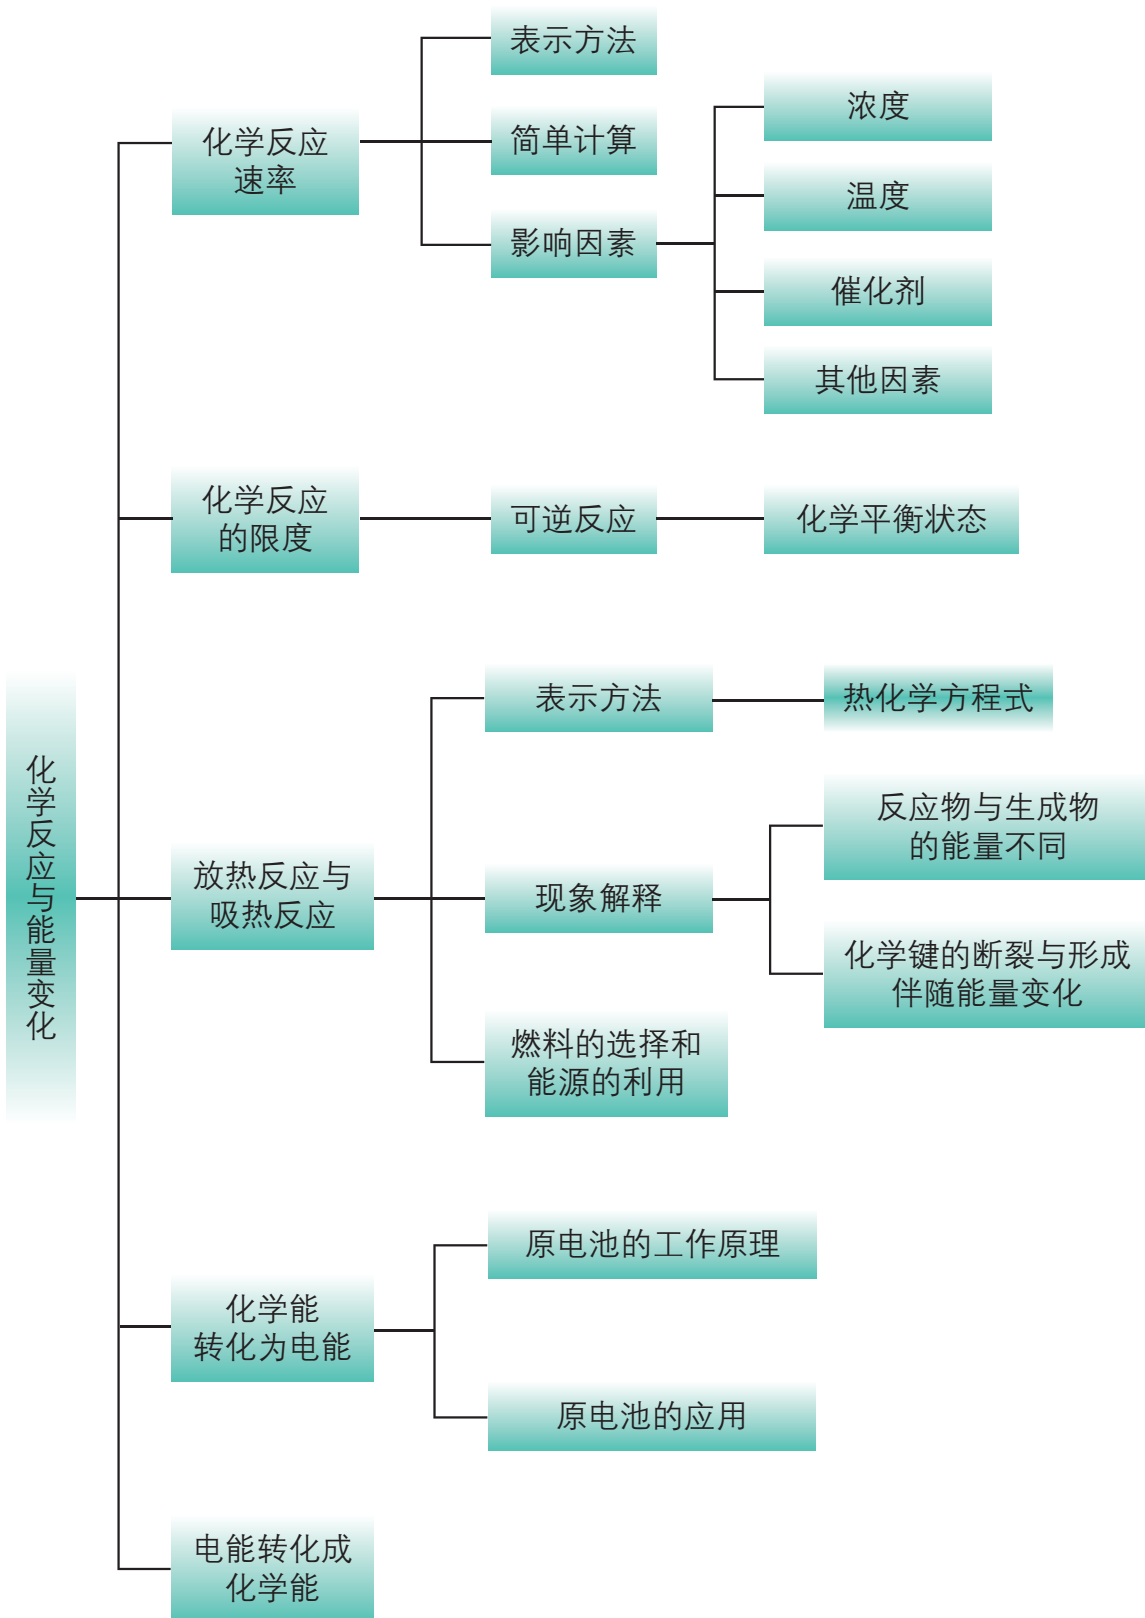 化学反应与能量变化
化学反应
速率
表示方法
简单计算
影响因素
浓度
温度
催化剂
其他因素
化学反应
的限度
可逆反应
化学平衡状态
放热反应与
吸热反应
表示方法
热化学方程式
现象解释
反应物与生成物
的能量不同
化学键的断裂与形成
伴随能量变化
燃料的选择和
能源的利用
化学能
转化为电能
原电池的工作原理
原电池的应用
电能转化成
化学能